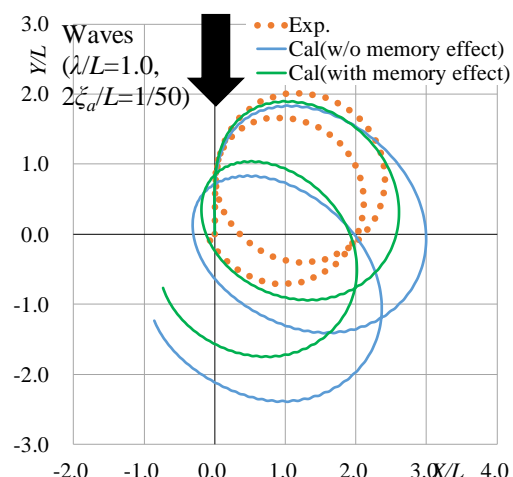 Waves
(λ/L=1.0,
2ξa/L=1/50)
Exp.
Cal(w/o memory effect)
Cal(with memory effect)
Y/L
3.0
2.0
1.0
0.0
-1.0
-2.0
-3.0
-2.0 -1.0 0.0 1.0 2.0 3.0 X/L 4.0